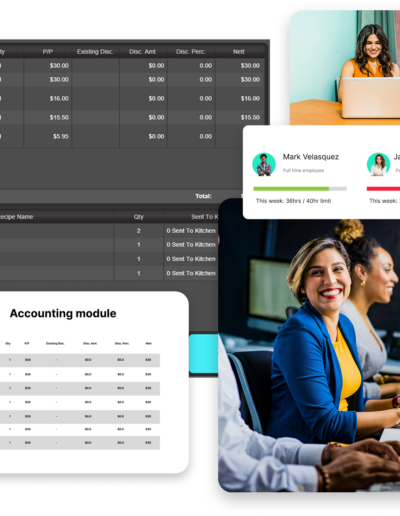 ty P/P Existing Disc. Disc. Amt. Disc. Perc. Nett
$30.00 $0.00 0.00 $30.00
$30.00 $0.00 0.00 $30.00
$16.00 $0.00 0.00 $16.00
$15.50 $0.00 0.00 $15.50
$5.95 $0.00 0.00 $5.95
Total:
ecipe Name Qty Sent To K
2 0 Sent To Kitchen
1 0 Sent To Kitchen
1 0 Sent To Kitchen
1 0 Sent To Kitchen
Mark Velasquez
Full time employee
This week: 36hrs / 40hr limit
Ja
This week
Accounting module
Qty P/P Existing Disc. Disc. Amt. Disc. Perc. Nett
1 $30 - $0.0 $0.0 $30
1 $30 - $0.0 $0.0 $30
1 $30 - $0.0 $0.0 $30
1 $30 - $0.0 $0.0 $30
1 $30 - $0.0 $0.0 $30
1 $30 - $0.0 $0.0 $30
1 $30 - $0.0 $0.0 $30